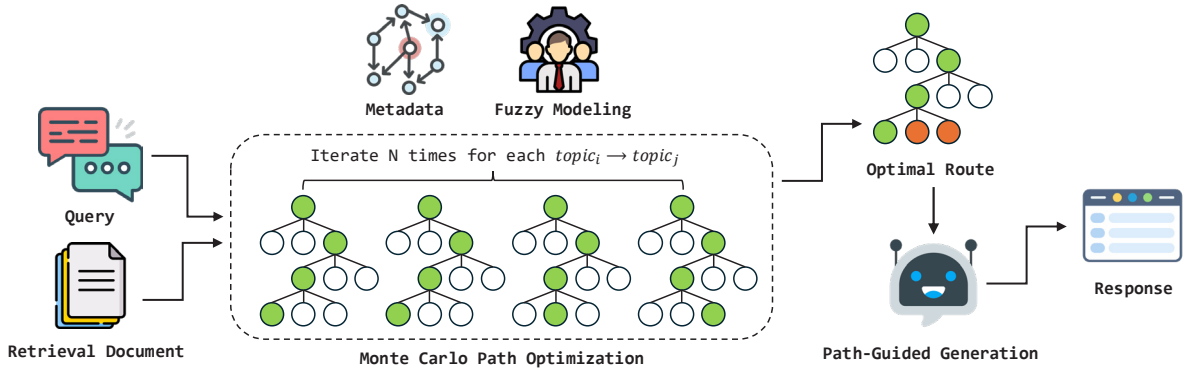 Metadata
Fuzzy Modeling
Query
Retrieval Document
Iterate N times for each topic_i → topic_j
Monte Carlo Path Optimization
Optimal Route
Path-Guided Generation
Response